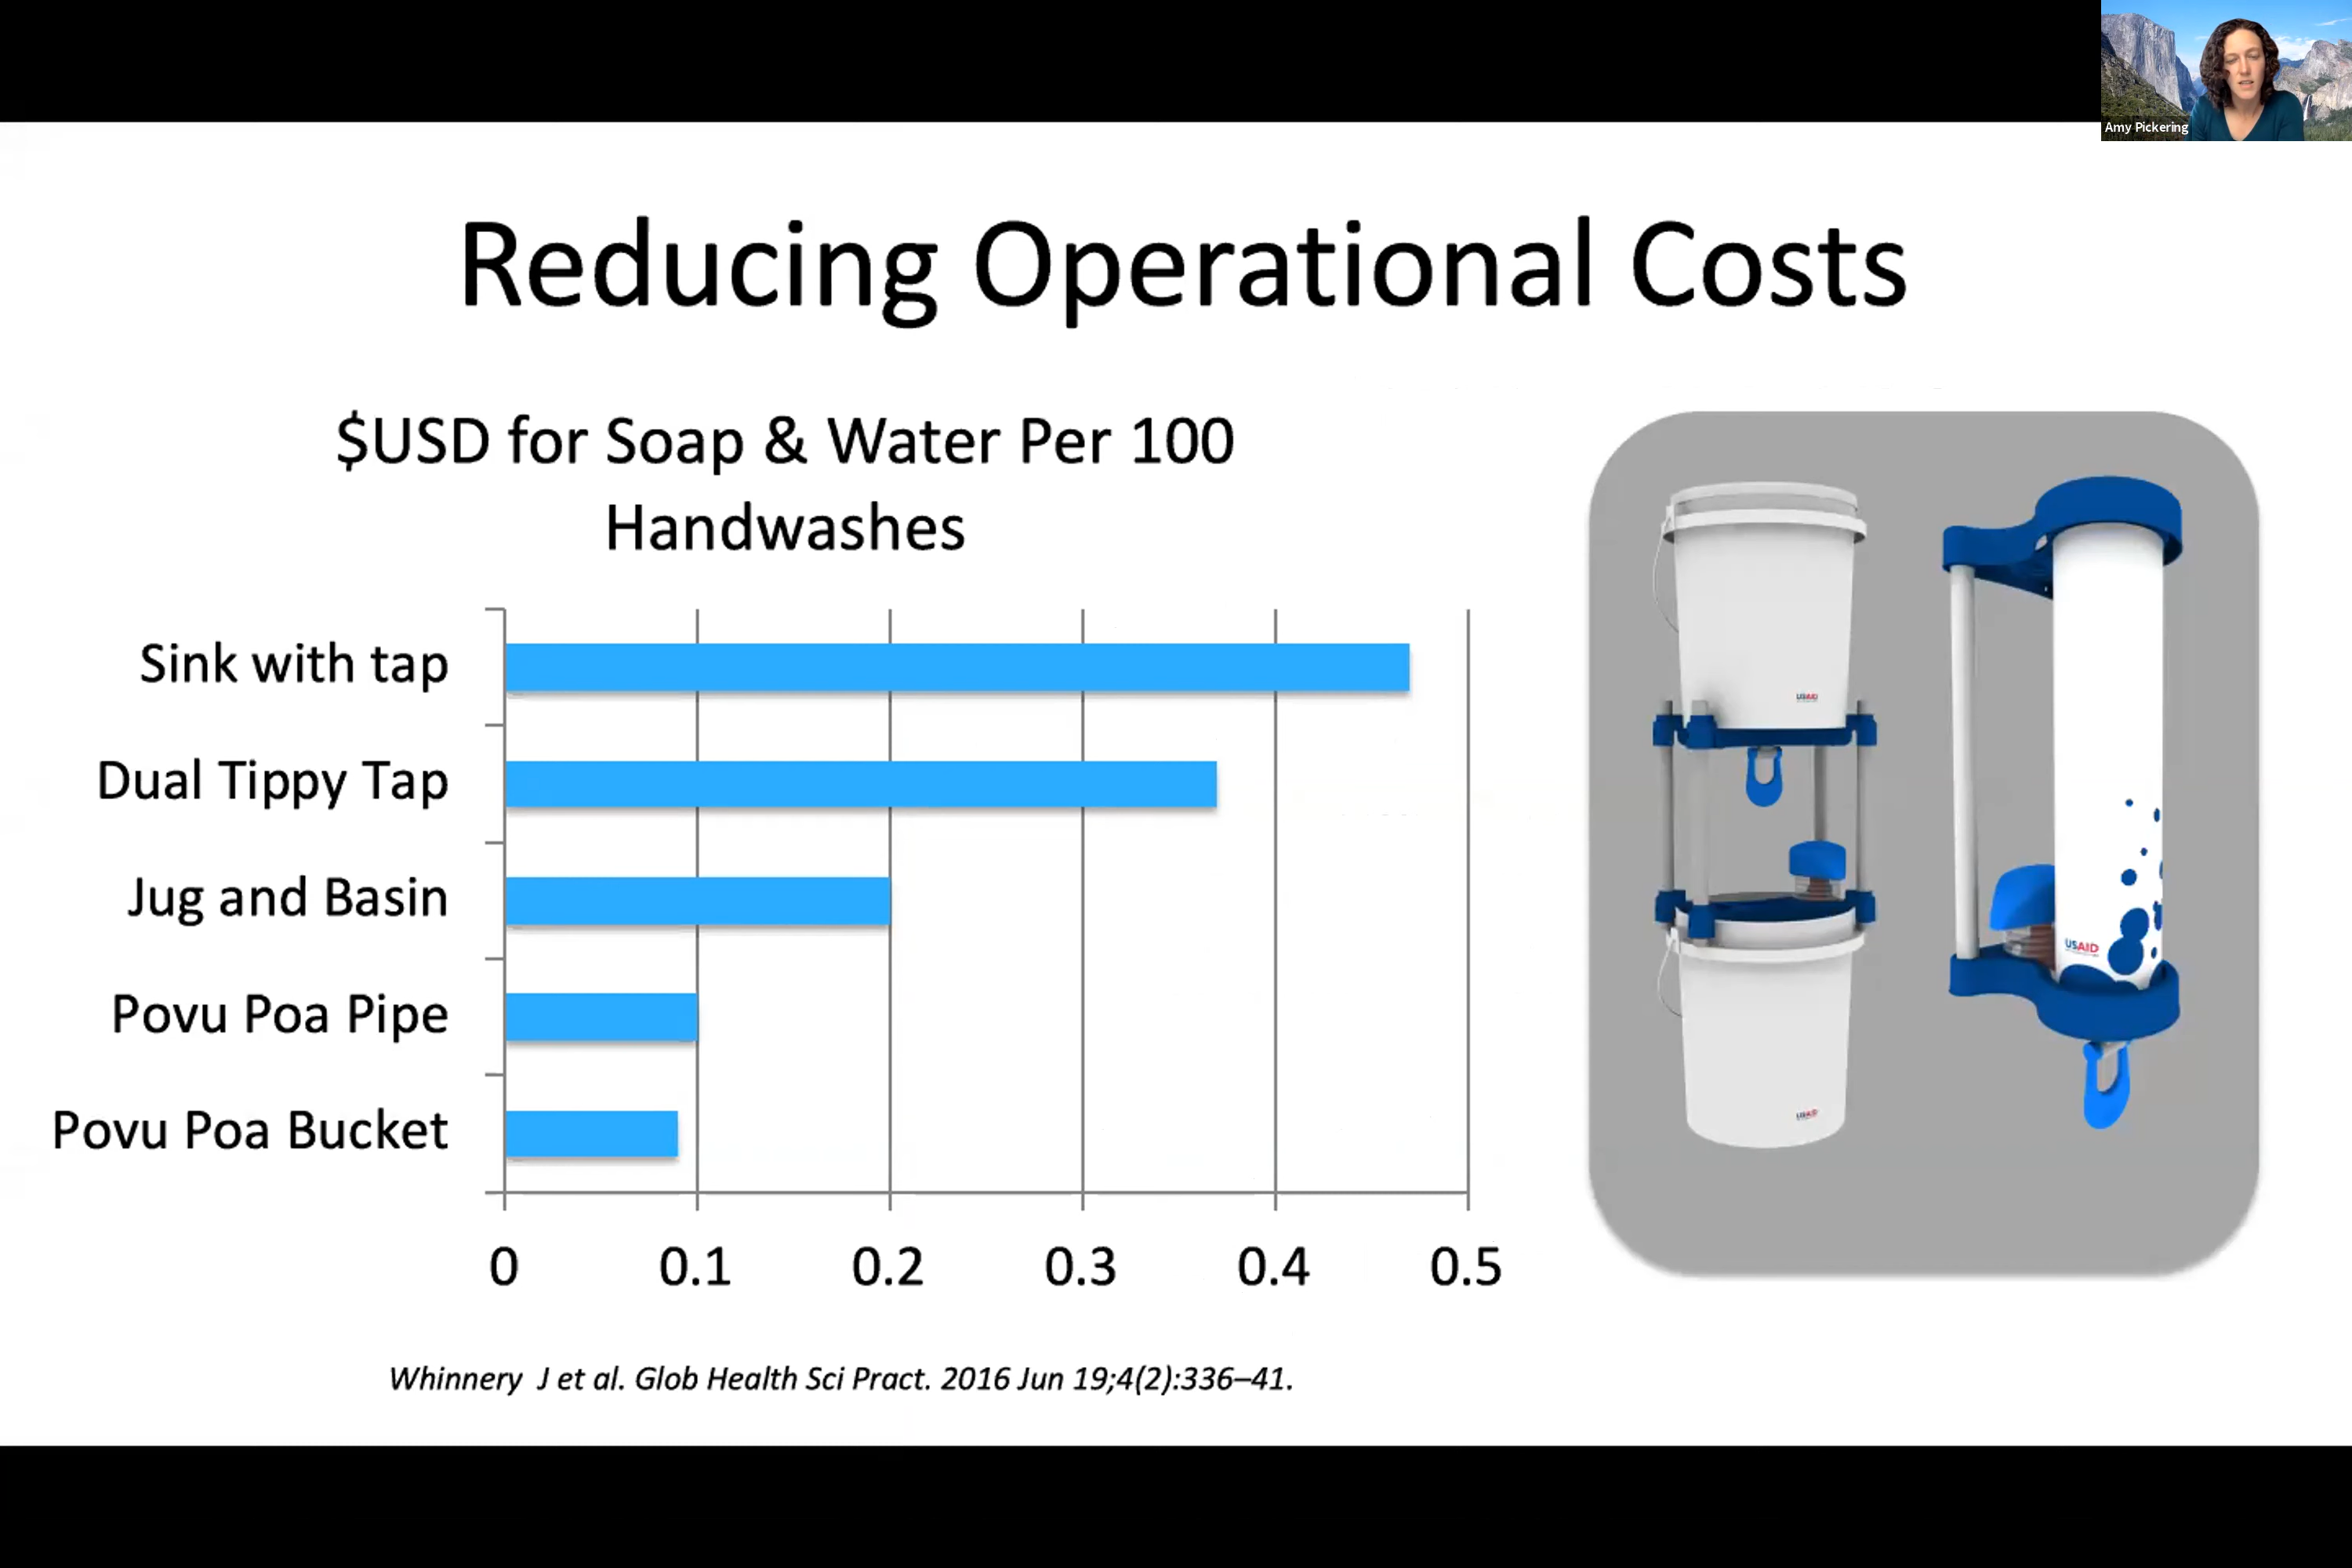 Amy Pickering
Reducing Operational Costs
$USD for Soap & Water Per 100
Handwashes
Sink with tap
Dual Tippy Tap
Jug and Basin
Povu Poa Pipe
Povu Poa Bucket
0 0.1 0.2 0.3 0.4 0.5
USAID
USAID
USAID
Whinnery J et al. Glob Health Sci Pract. 2016 Jun 19;4(2):336–41.